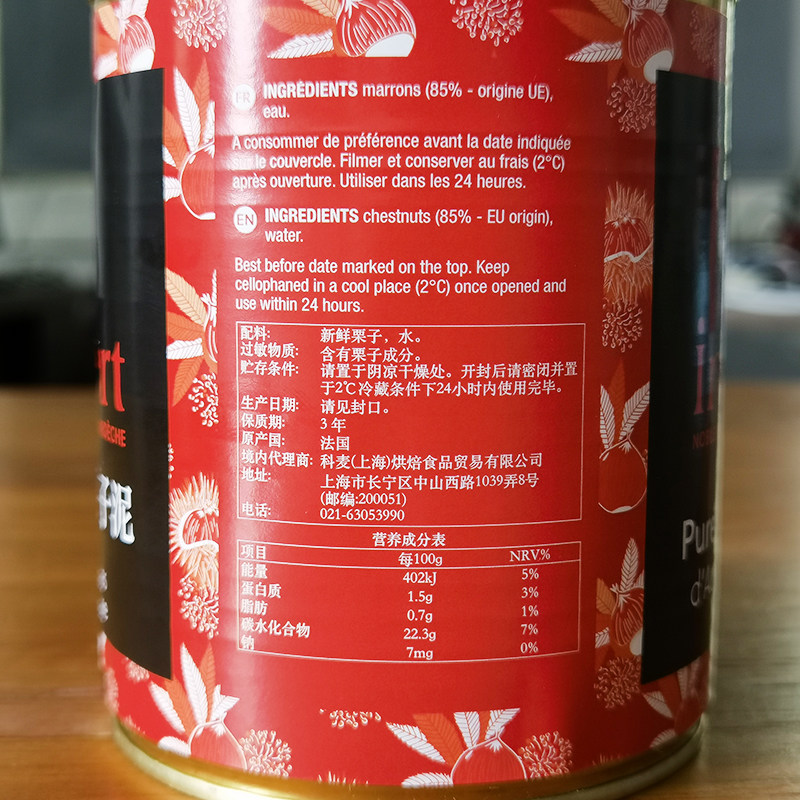 FR INGRÉDIENTS marrons (85% - origine UE),
eau.
A consommer de préférence avant la date indiquée
sur le couvercle. Filmer et conserver au frais (2°C)
après ouverture. Utiliser dans les 24 heures.
EN INGREDIENTS chestnuts (85% - EU origin),
water.
Best before date marked on the top. Keep
cellophaned in a cool place (2°C) once opened and
use within 24 hours.
配料: 新鲜栗子，水。
过敏物质: 含有栗子成分。
贮存条件: 请置于阴凉干燥处。开封后请密闭并置
于2℃冷藏条件下24小时内使用完毕。
生产日期: 请见封口。
保质期: 3 年
原产国: 法国
境内代理商: 科麦(上海)烘焙食品贸易有限公司
地址: 上海市长宁区中山西路1039弄8号
(邮编:200051)
电话: 021-63053990
营养成分表
项目 每100g NRV.%
能量 402kJ 5%
蛋白质 1.5g 3%
脂肪 0.7g 1%
碳水化合物 22.3g 7%
钠 7mg 0%
rt
子泥